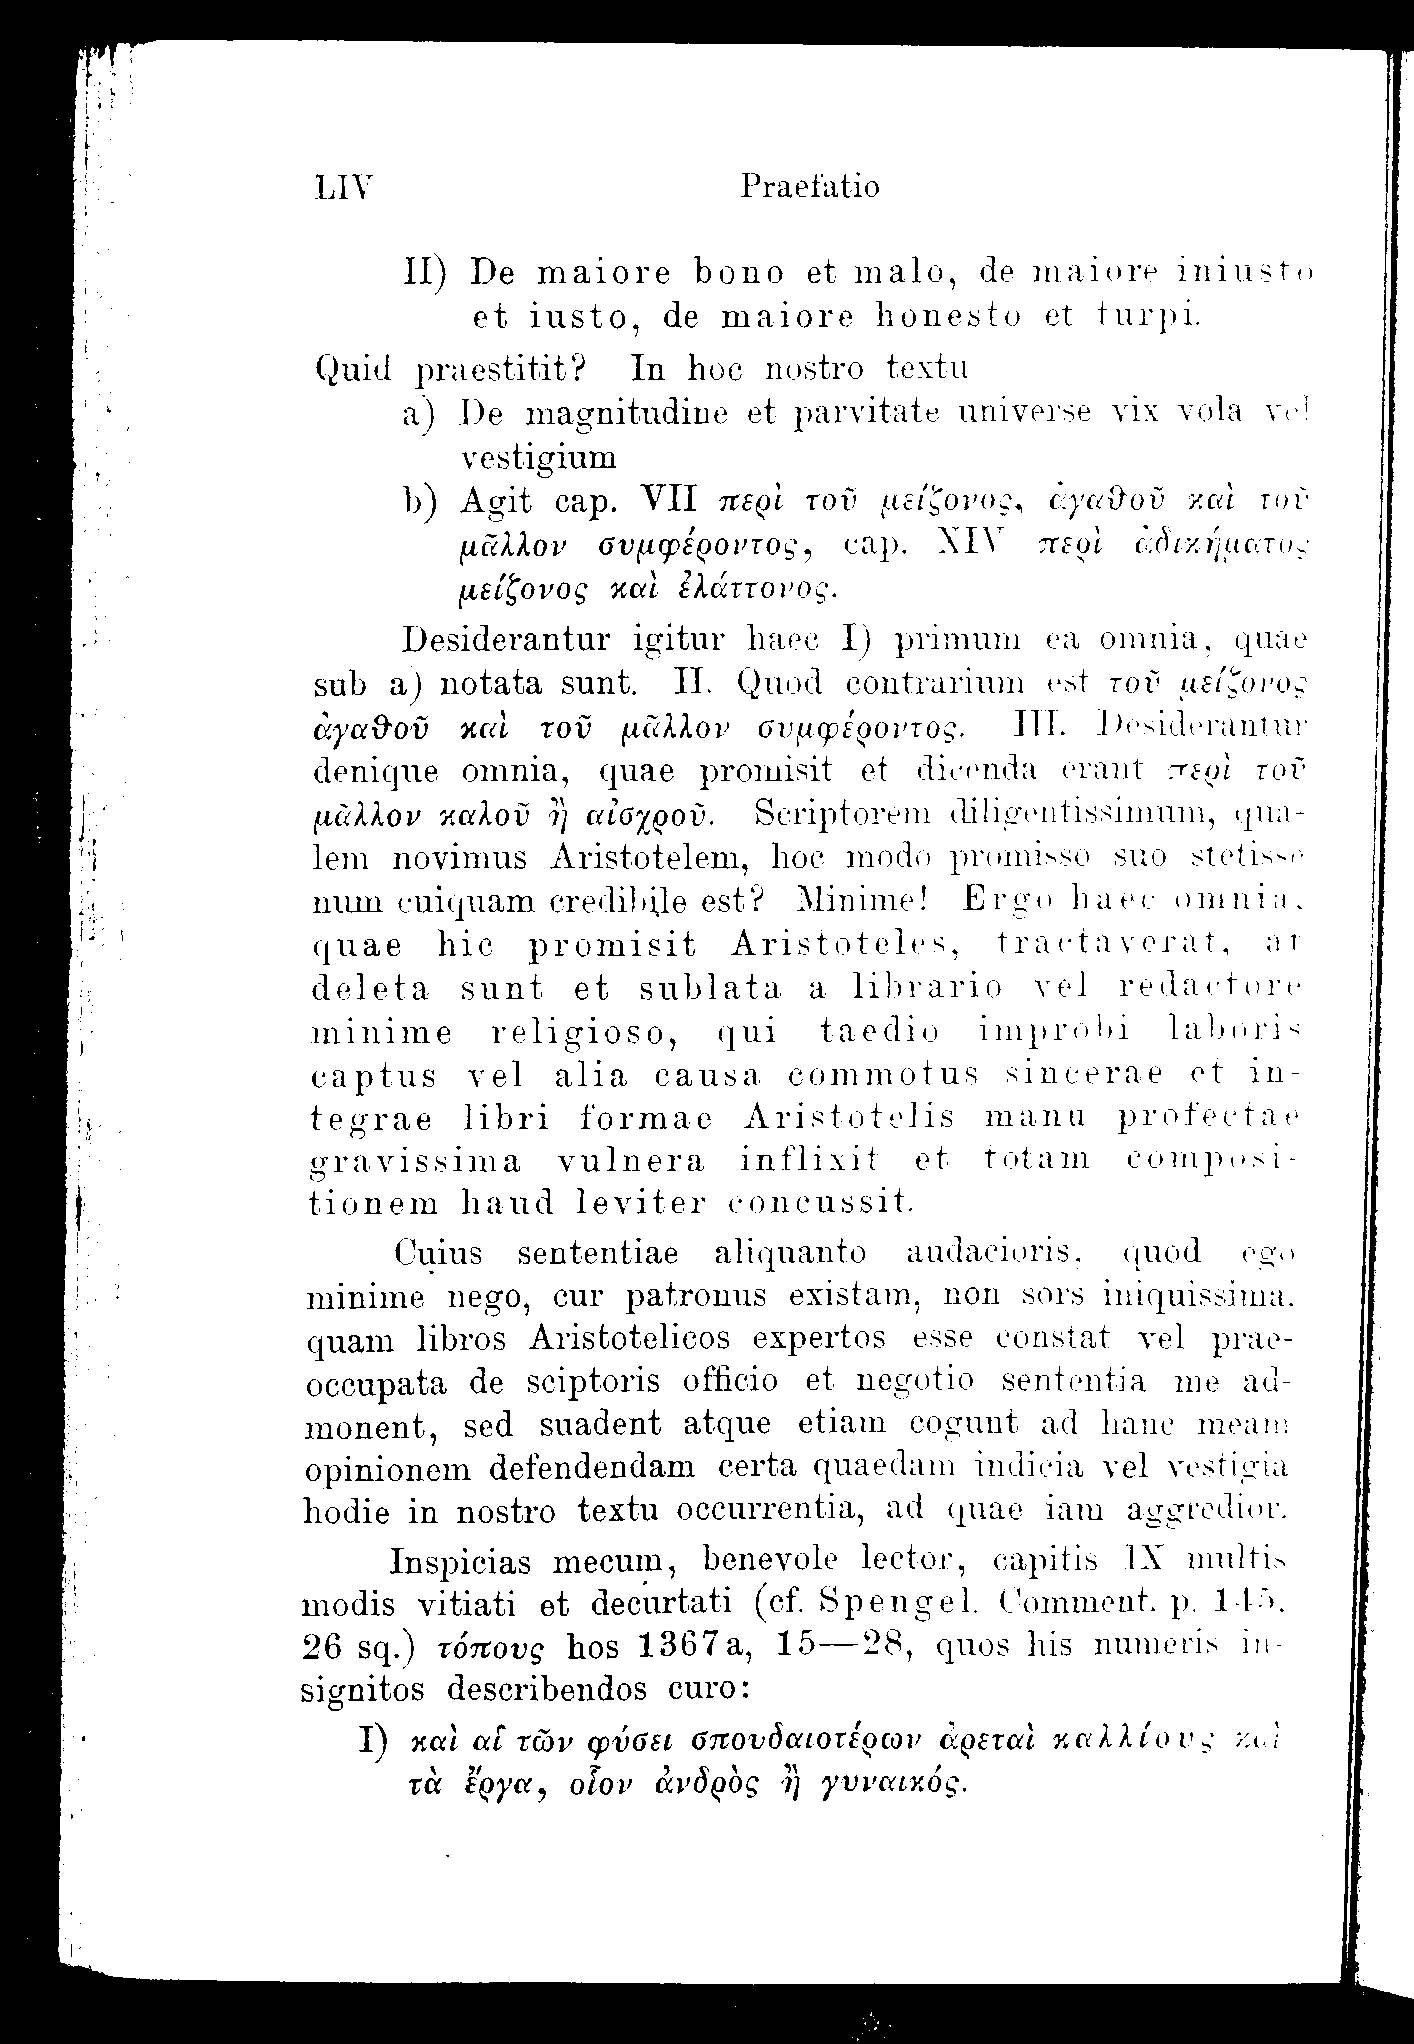 LIV Praefatio
II) De maiore bono et malo, de maiore iniusto
et iusto, de maiore honesto et turpi.
Quid praestitit? In hoc nostro textu
a) De magnitudine et parvitate universe vix vola vel
vestigium
b) Agit cap. VII περὶ τοῦ μείζονος, ἀγαθοῦ καὶ τοῦ
μᾶλλον συμφέροντος, cap. XIV περὶ ἀδικήματος
μείζονος καὶ ἐλάττονος.
Desiderantur igitur haec I) primum ea omnia, quae
sub a) notata sunt. II. Quod contrarium est τοῦ μείζονος
ἀγαθοῦ καὶ τοῦ μᾶλλον συμφέροντος. III. Desiderantur
denique omnia, quae promisit et dicenda erant περὶ τοῦ
μᾶλλον καλοῦ ἢ αἰσχροῦ. Scriptorem diligentissimum, qua-
lem novimus Aristotelem, hoc modo promisso suo stetisse
num cuiquam credibile est? Minime! Ergo haec omnia,
quae hic promisit Aristoteles, tractaverat, at
deleta sunt et sublata a librario vel redactore
minime religioso, qui taedio improbi laboris
captus vel alia causa commotus sincerae et in-
tegrae libri formae Aristotelis manu profectae
gravissima vulnera inflixit et totam composi-
tionem haud leviter concussit.
Cuius sententiae aliquanto audacioris, quod ego
minime nego, cur patronus existam, non sors iniquissima,
quam libros Aristotelicos expertos esse constat vel prae-
occupata de sciptoris officio et negotio sententia me ad-
monent, sed suadent atque etiam cogunt ad hanc meam
opinionem defendendam certa quaedam indicia vel vestigia
hodie in nostro textu occurrentia, ad quae iam aggredior.
Inspicias mecum, benevole lector, capitis IX multis
modis vitiati et decurtati (cf. Spengel. Comment. p. 145,
26 sq.) τόπους hos 1367a, 15—28, quos his numeris in-
signitos describendos curo:
I) καὶ αἱ τῶν φύσει σπουδαιοτέρων ἀρεταὶ καλλίους καὶ
τὰ ἔργα, οἷον ἀνδρὸς ἢ γυναικός.